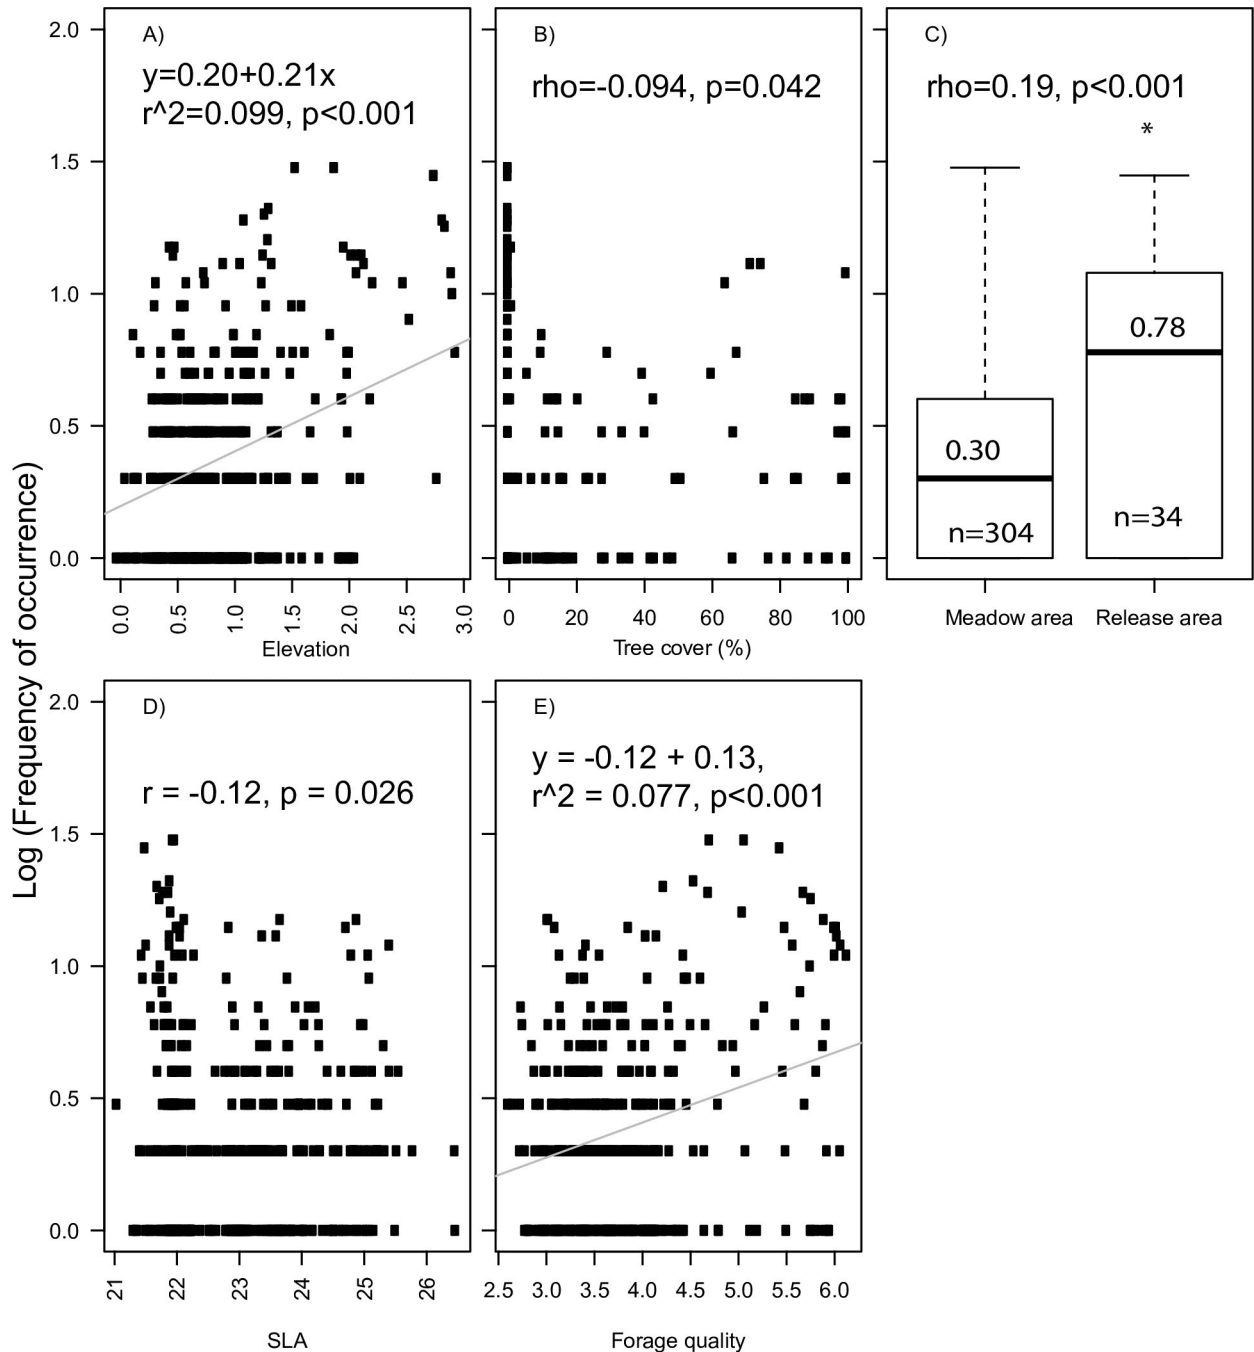 Log (Frequency of occurrence)
A)
y=0.20+0.21x
r^2=0.099, p<0.001
2.0
1.5
1.0
0.5
0.0
0.0
0.5
1.0
1.5
2.0
2.5
3.0
Elevation
B)
rho=-0.094, p=0.042
0
20
40
60
80
100
Tree cover (%)
C)
rho=0.19, p<0.001
*
0.78
0.30
n=34
n=304
Meadow area
Release area
D)
r = -0.12, p = 0.026
2.0
1.5
1.0
0.5
0.0
21
22
23
24
25
26
SLA
E)
y = -0.12 + 0.13,
r^2 = 0.077, p<0.001
2.5
3.0
3.5
4.0
4.5
5.0
5.5
6.0
Forage quality